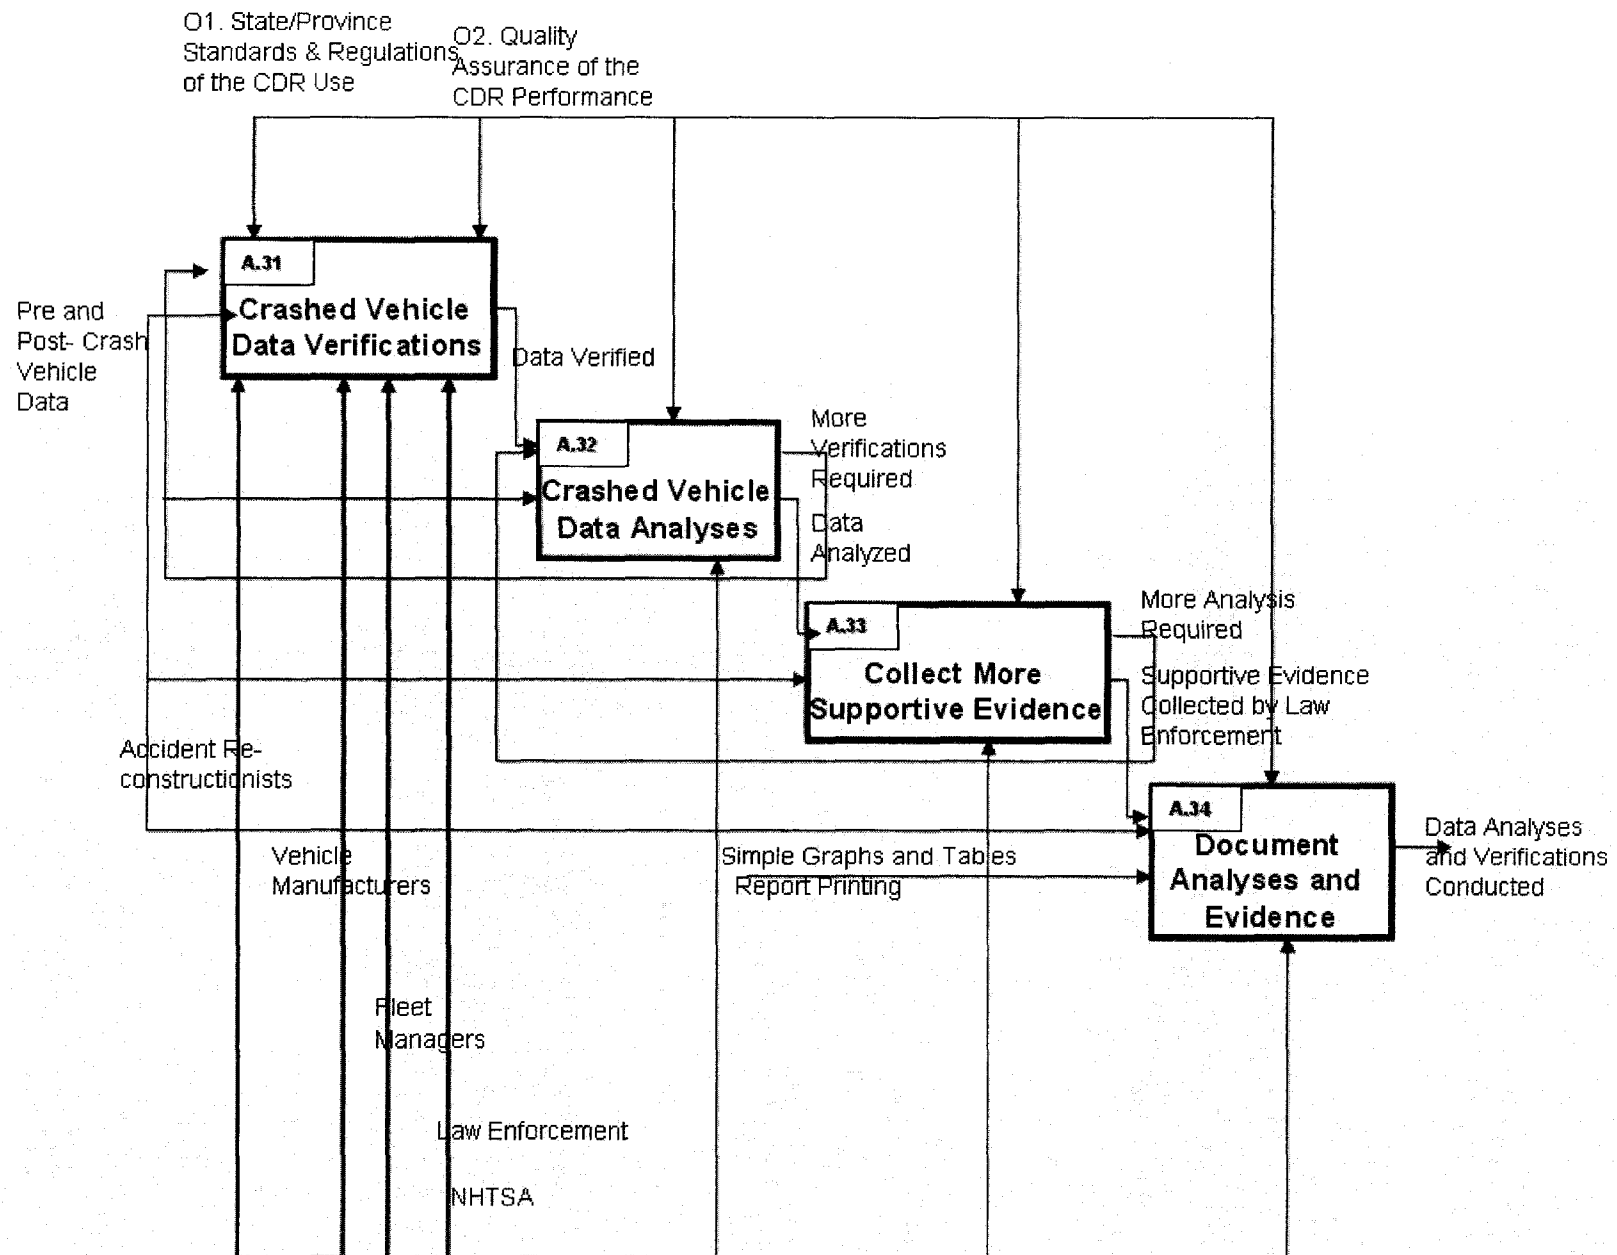 O1. State/Province
Standards & Regulations
of the CDR Use
O2. Quality
Assurance of the
CDR Performance
A.31
Crashed Vehicle
Data Verifications
Pre and
Post- Crash
Vehicle
Data
Data Verified
A.32
Crashed Vehicle
Data Analyses
More
Verifications
Required
Data
Analyzed
A.33
Collect More
Supportive Evidence
More Analysis
Required
Supportive Evidence
Collected by Law
Enforcement
Accident Re-
constructionists
A.34
Document
Analyses and
Evidence
Data Analyses
and Verifications
Conducted
Vehicle
Manufacturers
Simple Graphs and Tables
Report Printing
Fleet
Managers
Law Enforcement
NHTSA